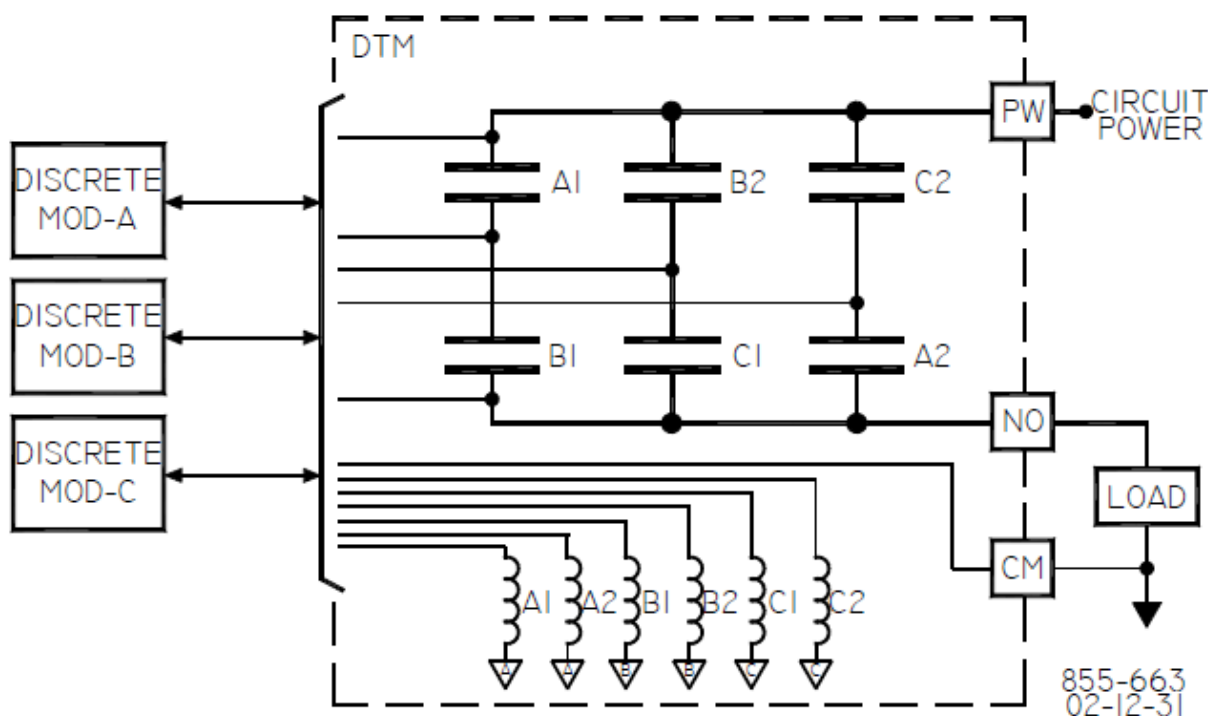 DTM
PW
CIRCUIT
POWER
DISCRETE
MOD-A
A1
B2
C2
DISCRETE
MOD-B
B1
C1
A2
NO
DISCRETE
MOD-C
LOAD
CM
A1
A2
B1
B2
C1
C2
A
A
B
B
C
C
855-663
02-12-31